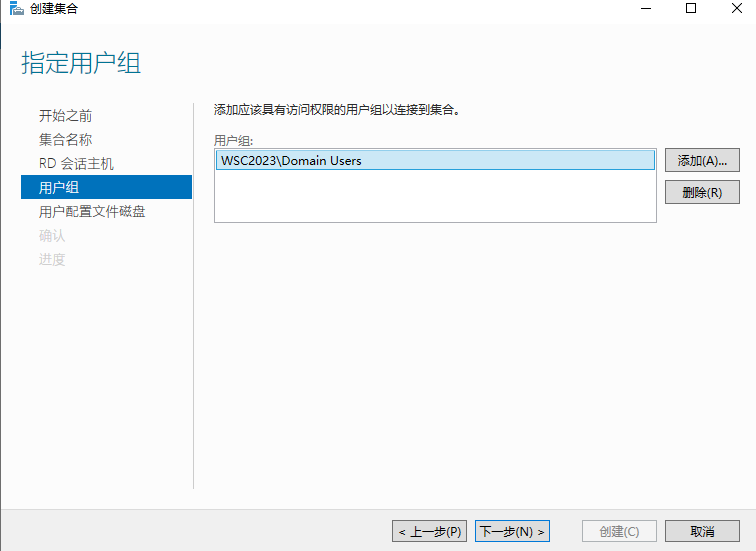 创建集合
指定用户组
开始之前
集合名称
RD 会话主机
用户组
用户配置文件磁盘
确认
进度
添加应该具有访问权限的用户组以连接到集合。
用户组:
WSC2023\Domain Users
添加(A)...
删除(R)
< 上一步(P)
下一步(N) >
创建(C)
取消